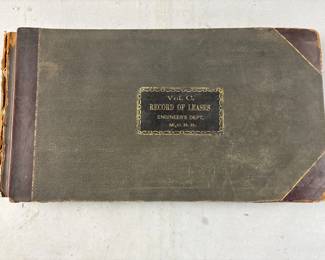 Vol. C.
RECORD OF LEASES
ENGINEER'S DEPT.
M.C.R.R.